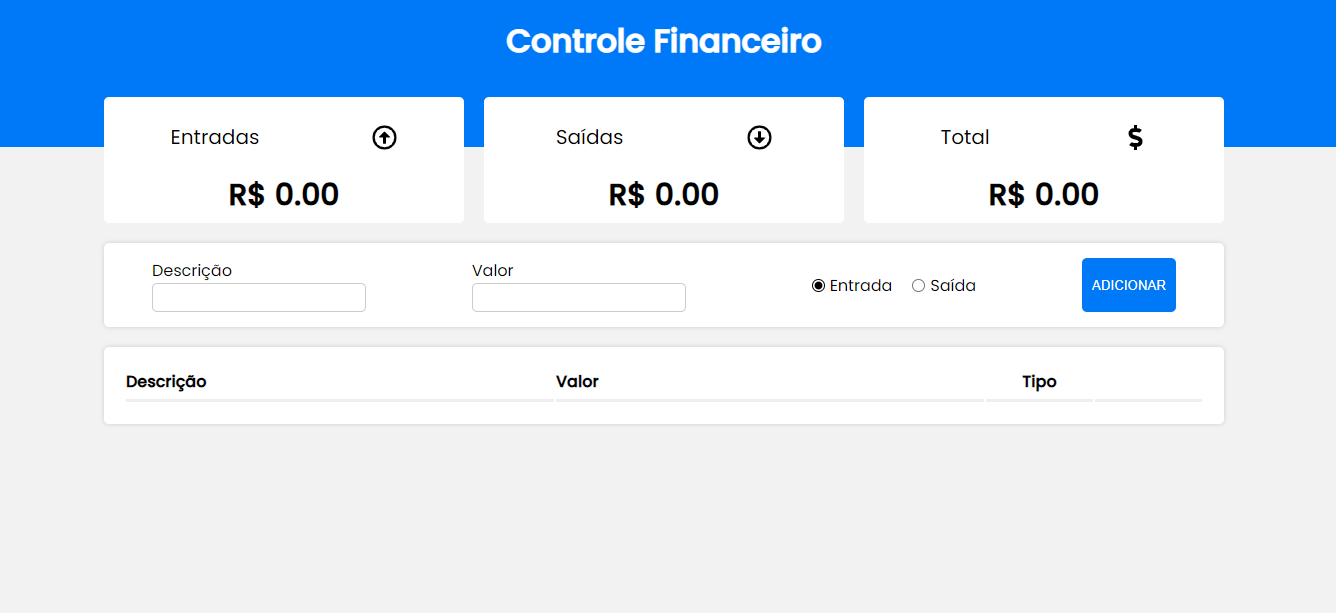 Controle Financeiro
Entradas
R$ 0.00
Saídas
R$ 0.00
Total
$
R$ 0.00
Descrição
Valor
Entrada Saída
ADICIONAR
Descrição Valor Tipo